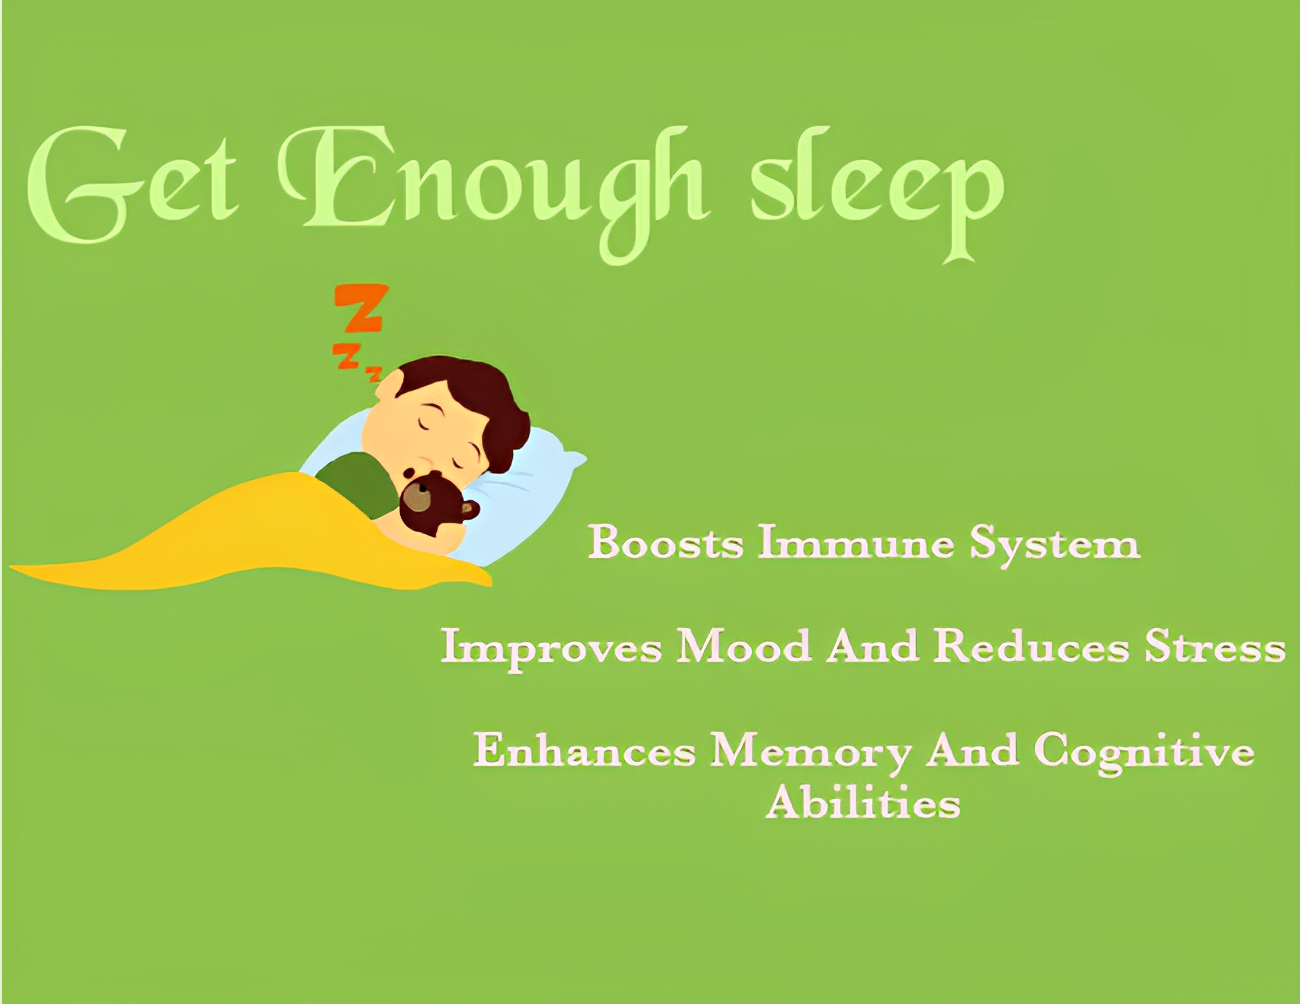 Get Enough sleep
Z
z
z
Boosts Immune System
Improves Mood And Reduces Stress
Enhances Memory And Cognitive
Abilities